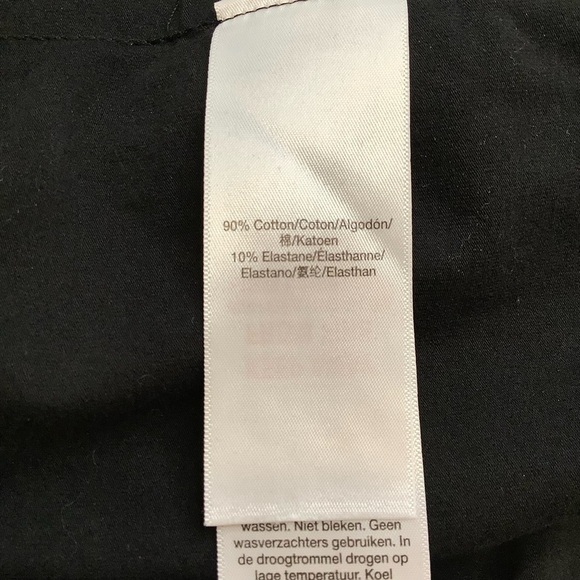 90% Cotton/Coton/Algodón/
棉/Katoen
10% Elastane/Élasthanne/
Elastano/氨纶/Elasthan
wassen. Niet bleken. Geen
wasverzachters gebruiken. In
de droogtrommel drogen op
lage temperatuur. Koel